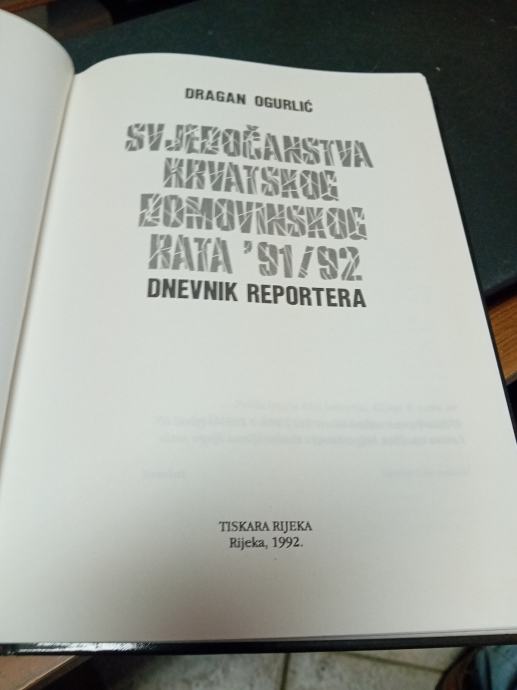 DRAGAN OGURLIĆ
SVJEDOČANSTVA
HRVATSKOG
DOMOVINSKOG
RATA '91/92
DNEVNIK REPORTERA
TISKARA RIJEKA
Rijeka, 1992.